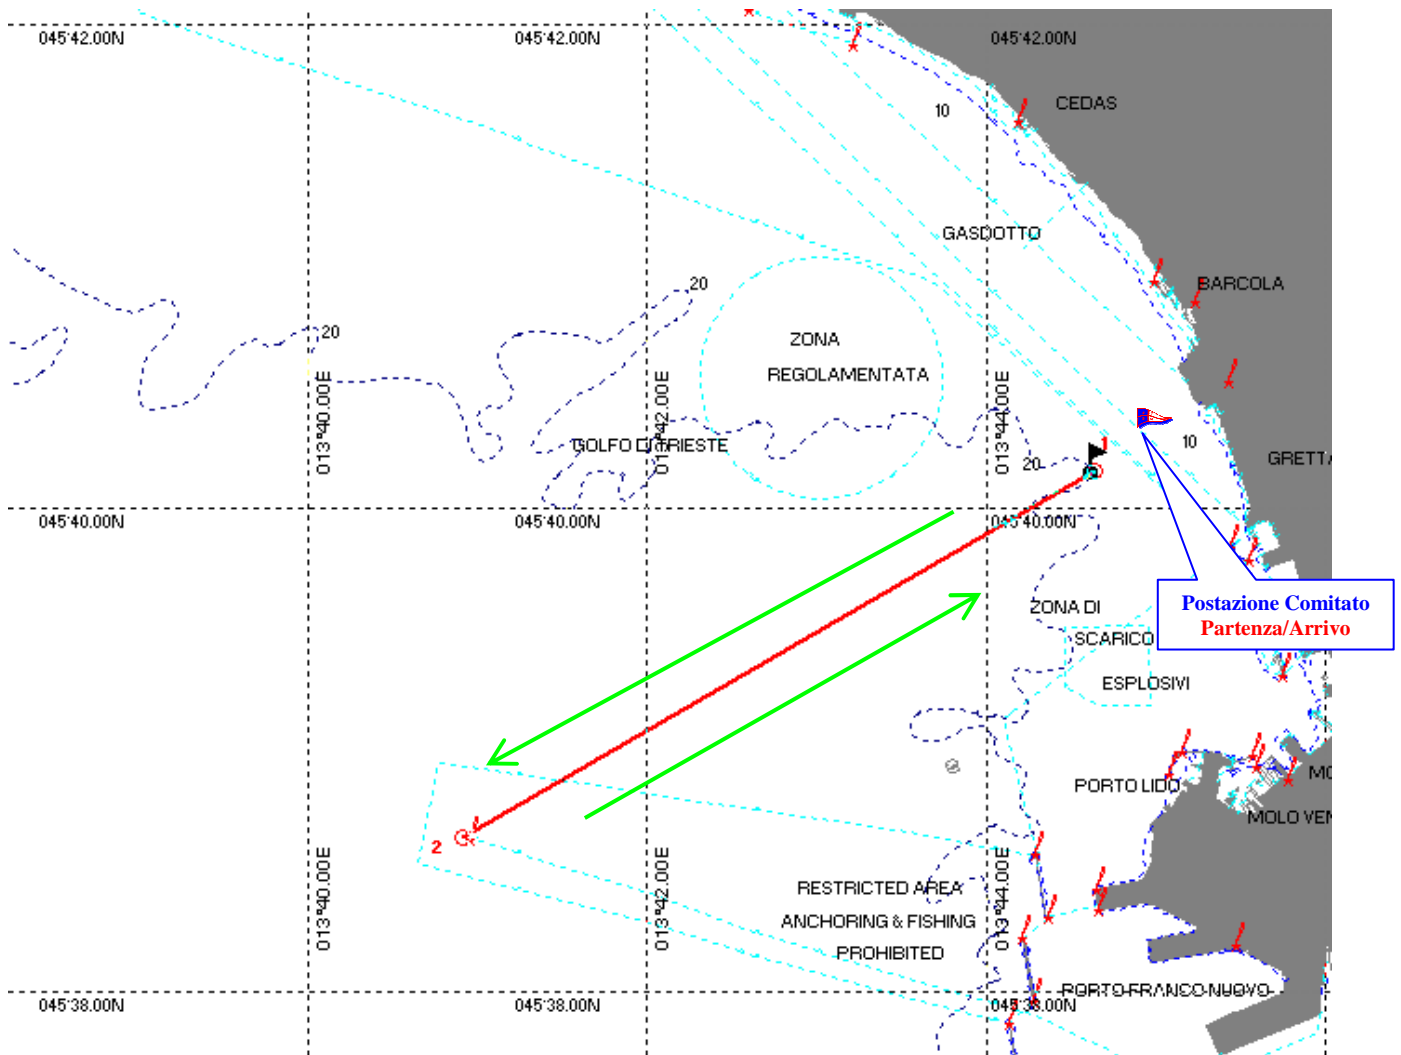 045°42.00N
045°42.00N
045°42.00N
CEDAS
10
GASDOTTO
20
BARCOLA
20
ZONA
REGOLAMENTATA
013°40.00E
013°42.00E
013°44.00E
GOLFO DI TRIESTE
1
10
20
GRETTA
045°40.00N
045°40.00N
045°40.00N
Postazione Comitato
Partenza/Arrivo
ZONA DI
SCARICO
ESPLOSIVI
PORTO LIDO
MO
MOLO VEN
2
013°40.00E
013°42.00E
013°44.00E
RESTRICTED AREA
ANCHORING & FISHING
PROHIBITED
PORTO FRANCO NUOVO
045°38.00N
045°38.00N
045°38.00N